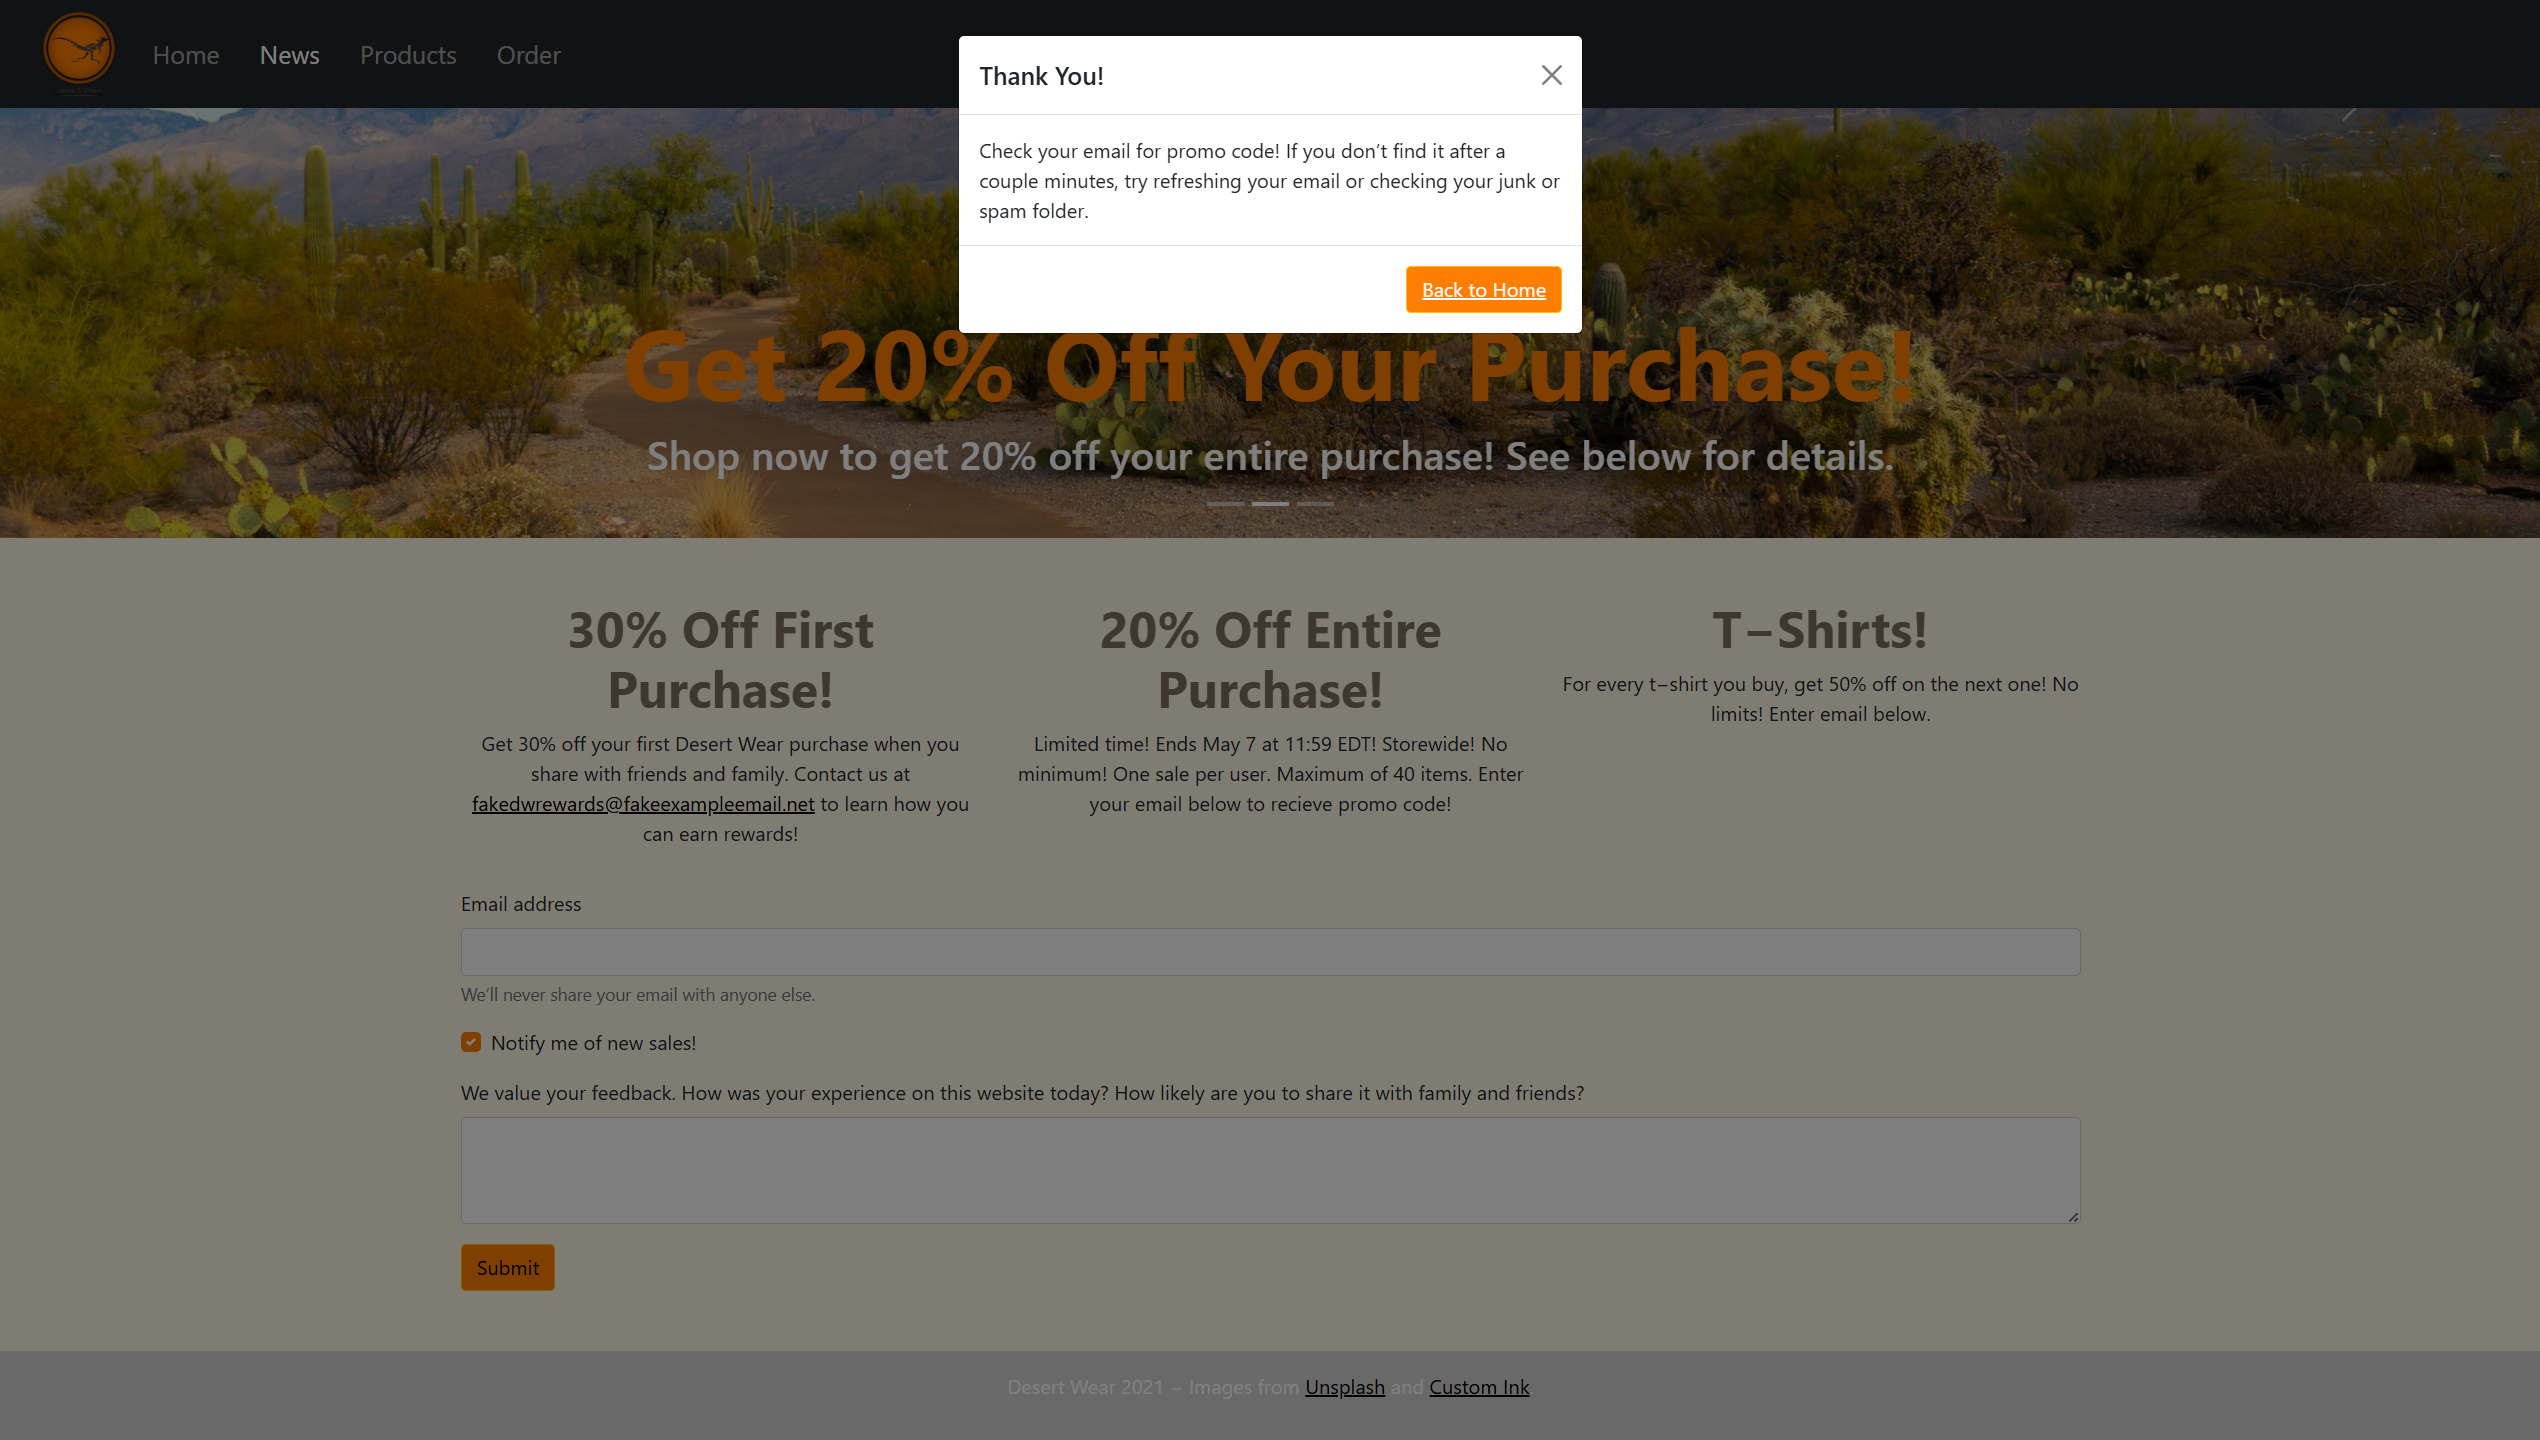 Home News Products Order
Thank You!
Check your email for promo code! If you don't find it after a
couple minutes, try refreshing your email or checking your junk or
spam folder.
Back to Home
Get 20% Off Your Purchase!
Shop now to get 20% off your entire purchase! See below for details.
30% Off First
Purchase!
Get 30% off your first Desert Wear purchase when you
share with friends and family. Contact us at
fakedwrewards@fakeexampleemail.net to learn how you
can earn rewards!
20% Off Entire
Purchase!
Limited time! Ends May 7 at 11:59 EDT! Storewide! No
minimum! One sale per user. Maximum of 40 items. Enter
your email below to recieve promo code!
T-Shirts!
For every t-shirt you buy, get 50% off on the next one! No
limits! Enter email below.
Email address
We'll never share your email with anyone else.
Notify me of new sales!
We value your feedback. How was your experience on this website today? How likely are you to share it with family and friends?
Submit
Desert Wear 2021 - Images from Unsplash and Custom Ink